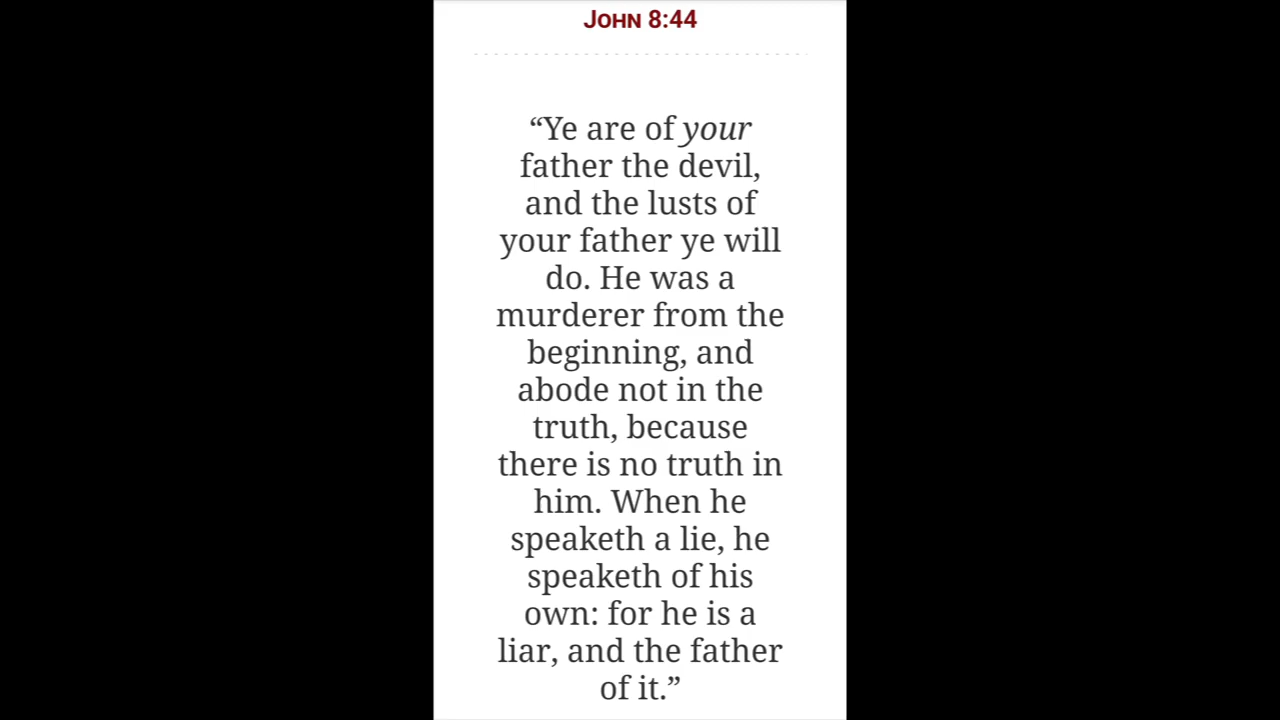 John 8:44
“Ye are of your
father the devil,
and the lusts of
your father ye will
do. He was a
murderer from the
beginning, and
abode not in the
truth, because
there is no truth in
him. When he
speaketh a lie, he
speaketh of his
own: for he is a
liar, and the father
of it.”